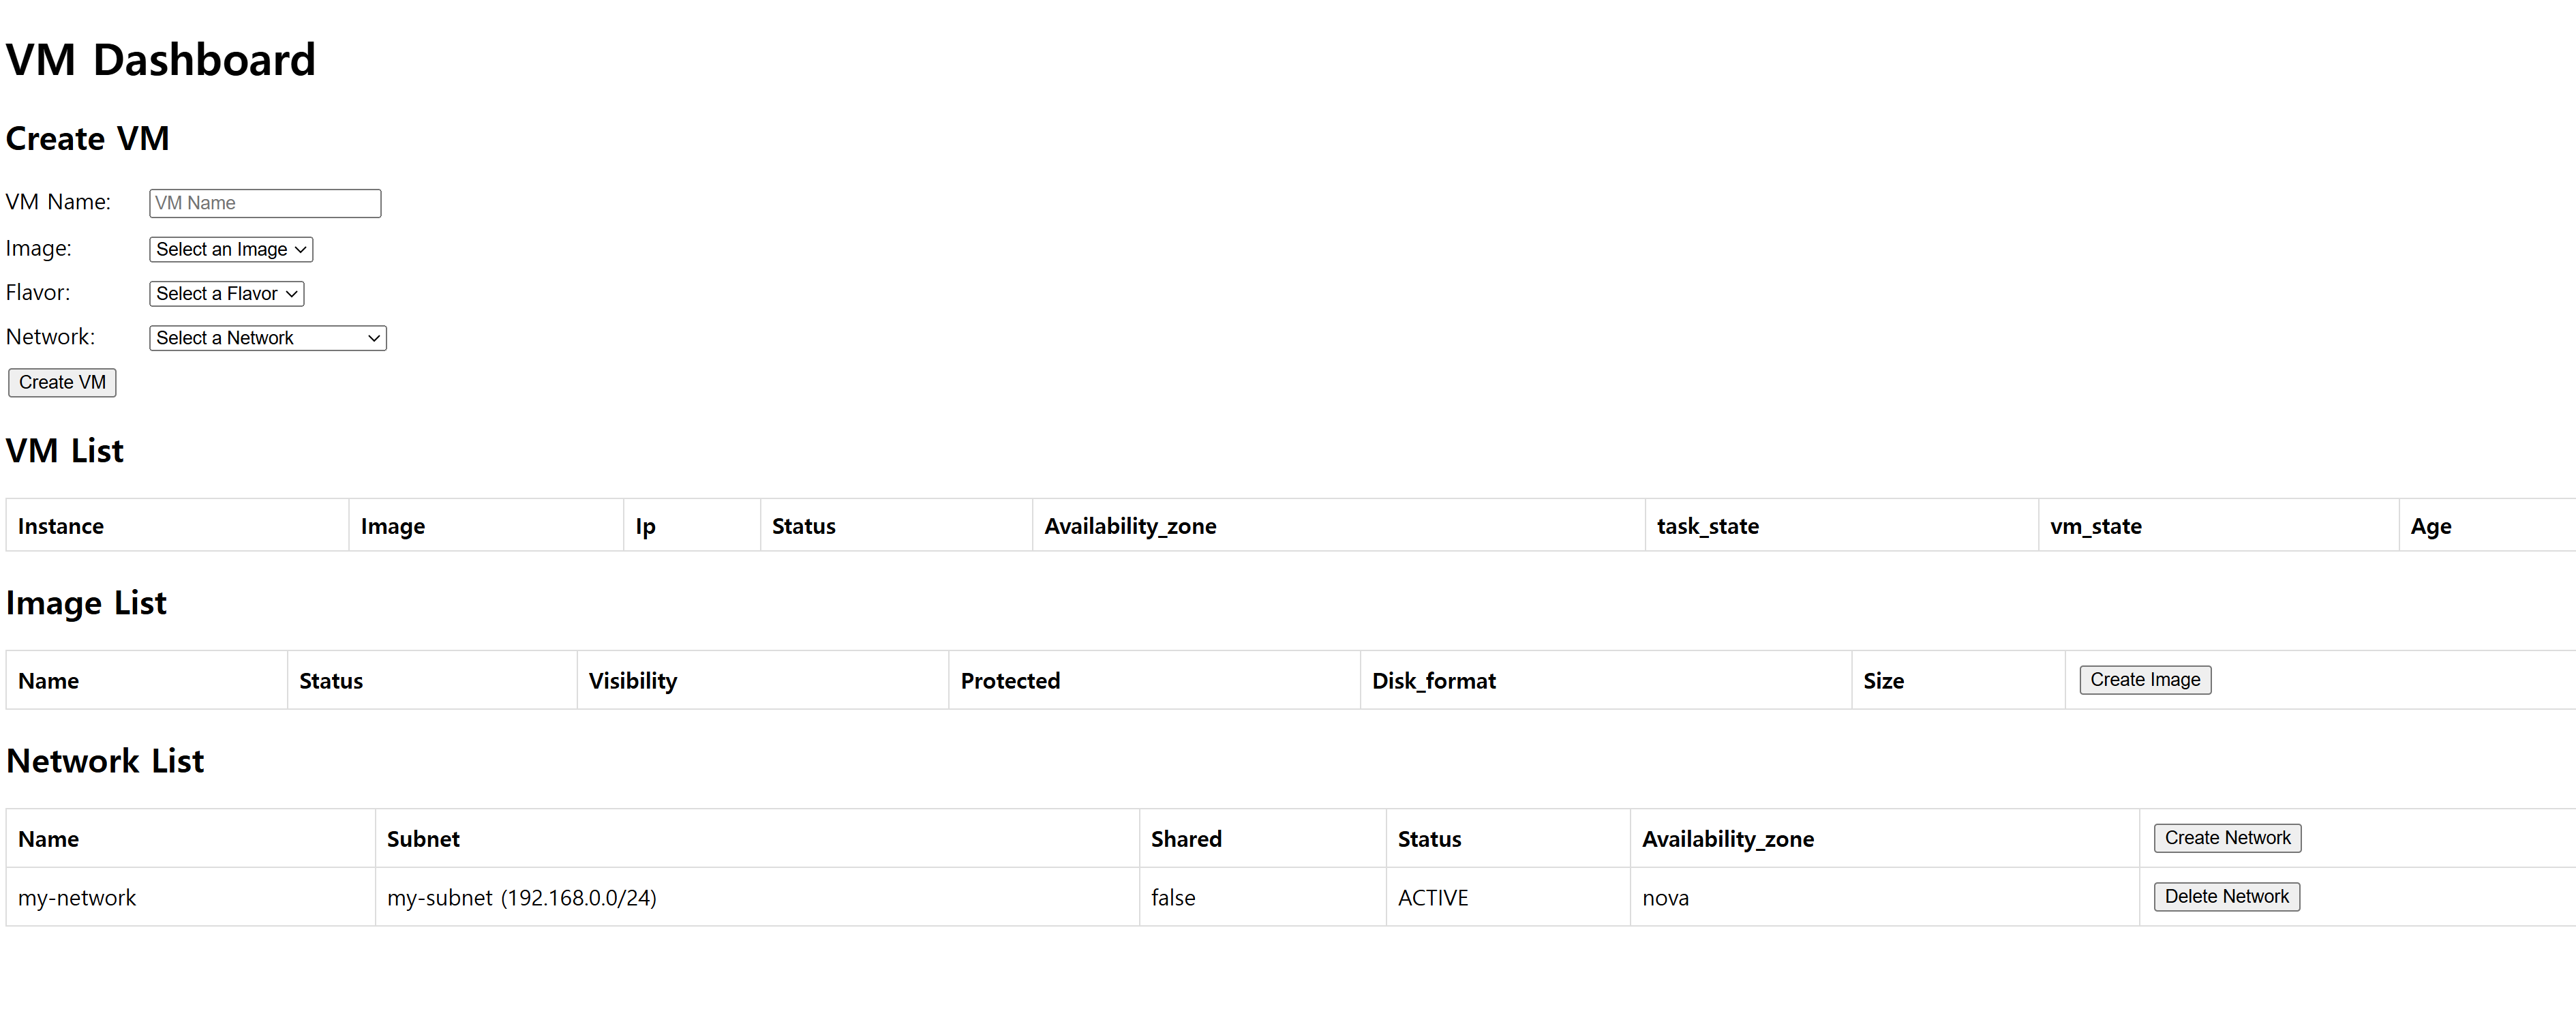 VM Dashboard
Create VM
VM Name: VM Name
Image: Select an Image
Flavor: Select a Flavor
Network: Select a Network
Create VM
VM List
Instance Image Ip Status Availability_zone task_state vm_state Age
Image List
Name Status Visibility Protected Disk_format Size Create Image
Network List
Name Subnet Shared Status Availability_zone Create Network
my-network my-subnet (192.168.0.0/24) false ACTIVE nova Delete Network